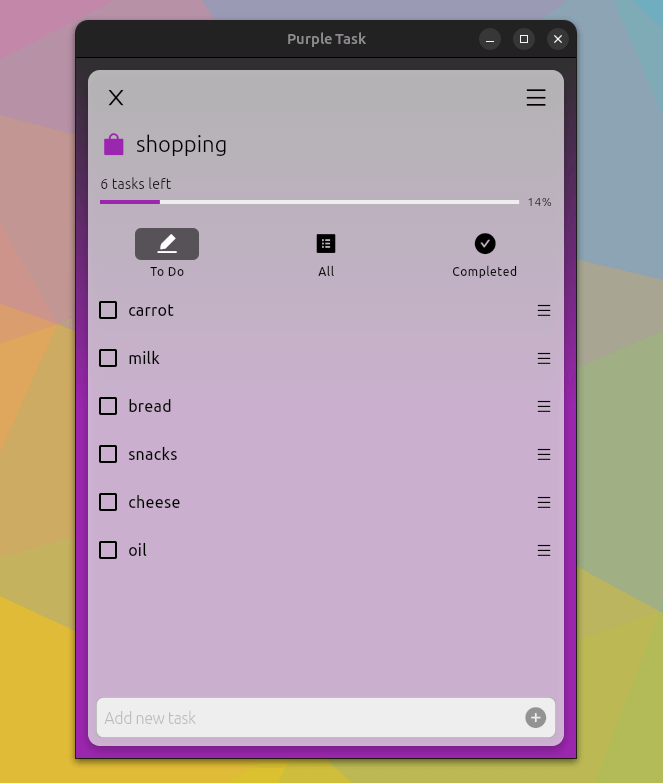 Purple Task
X
shopping
6 tasks left
14%
To Do
All
Completed
carrot
milk
bread
snacks
cheese
oil
Add new task